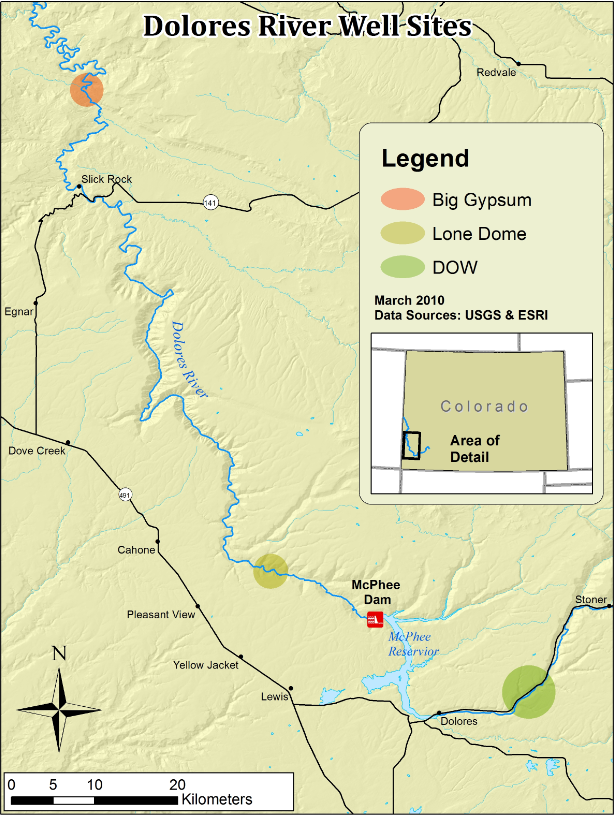 Dolores River Well Sites
Redvale
Legend
Big Gypsum
Lone Dome
DOW
March 2010
Data Sources: USGS & ESRI
Colorado
Area of
Detail
Slick Rock
141
Egnar
Dolores River
Dove Creek
491
Cahone
McPhee
Dam
Stoner
Pleasant View
McPhee
Reservior
Yellow Jacket
Lewis
Dolores
N
0 5 10 20
Kilometers